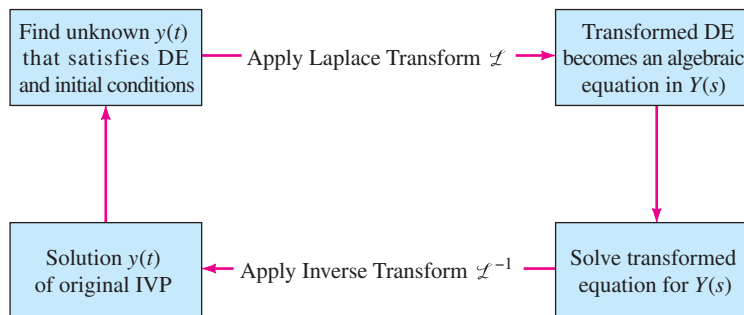 Find unknown y(t)
that satisfies DE
and initial conditions
Apply Laplace Transform ℒ
Transformed DE
becomes an algebraic
equation in Y(s)
Solution y(t)
of original IVP
Apply Inverse Transform ℒ⁻¹
Solve transformed
equation for Y(s)